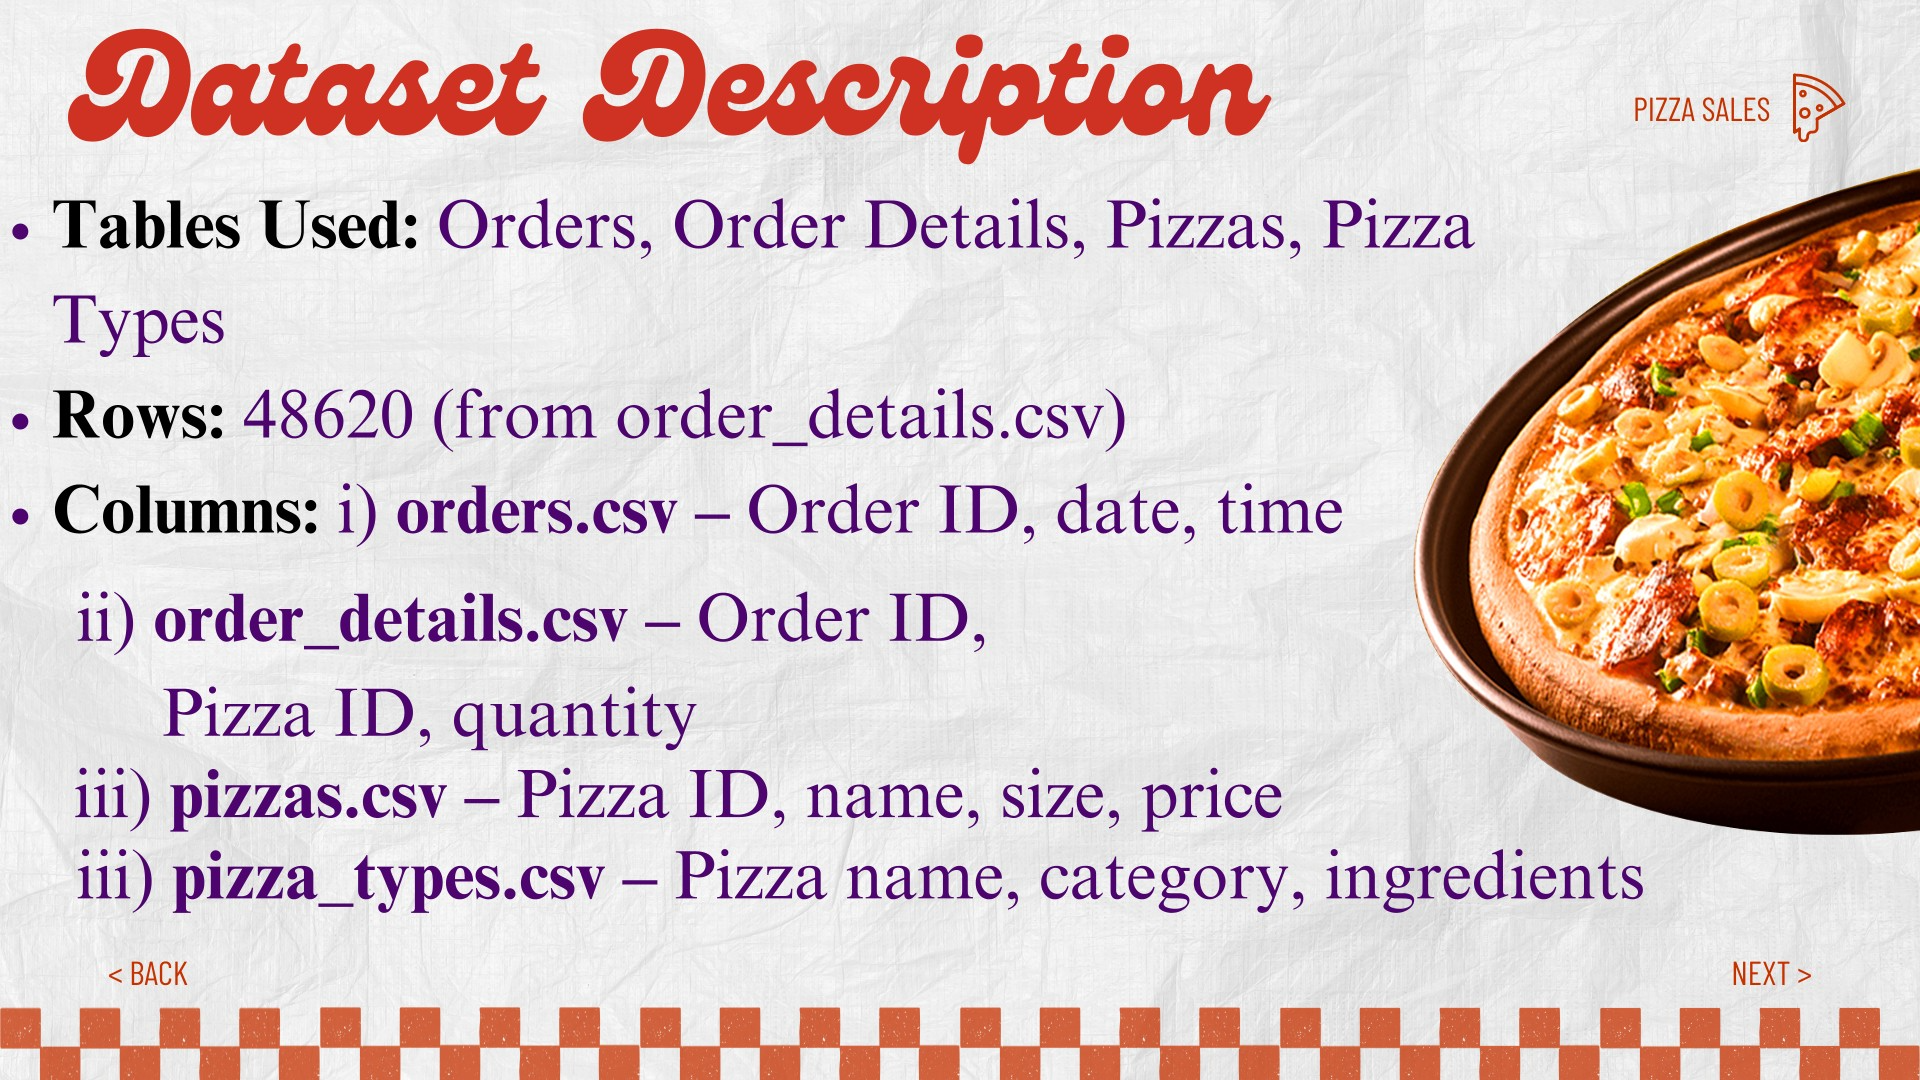 Dataset Description
PIZZA SALES
• Tables Used: Orders, Order Details, Pizzas, Pizza
Types
• Rows: 48620 (from order_details.csv)
• Columns: i) orders.csv – Order ID, date, time
ii) order_details.csv – Order ID,
Pizza ID, quantity
iii) pizzas.csv – Pizza ID, name, size, price
iii) pizza_types.csv – Pizza name, category, ingredients
< BACK
NEXT >